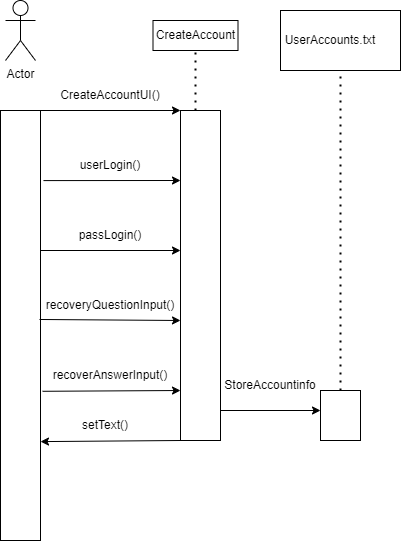 CreateAccount
UserAccounts.txt
Actor
CreateAccountUI()
userLogin()
passLogin()
recoveryQuestionInput()
recoverAnswerInput()
StoreAccountinfo
setText()